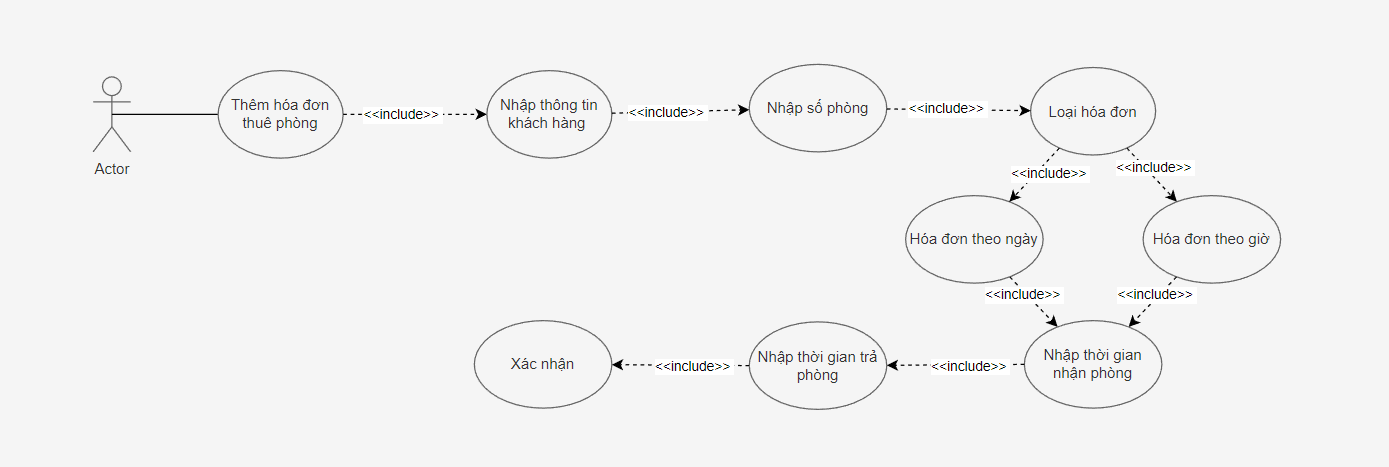 Actor
Thêm hóa đơn
thuê phòng
<<include>>
Nhập thông tin
khách hàng
<<include>>
Nhập số phòng
<<include>>
Loại hóa đơn
<<include>>
<<include>>
Hóa đơn theo ngày
Hóa đơn theo giờ
<<include>>
<<include>>
Nhập thời gian
nhận phòng
<<include>>
Nhập thời gian trả
phòng
<<include>>
Xác nhận